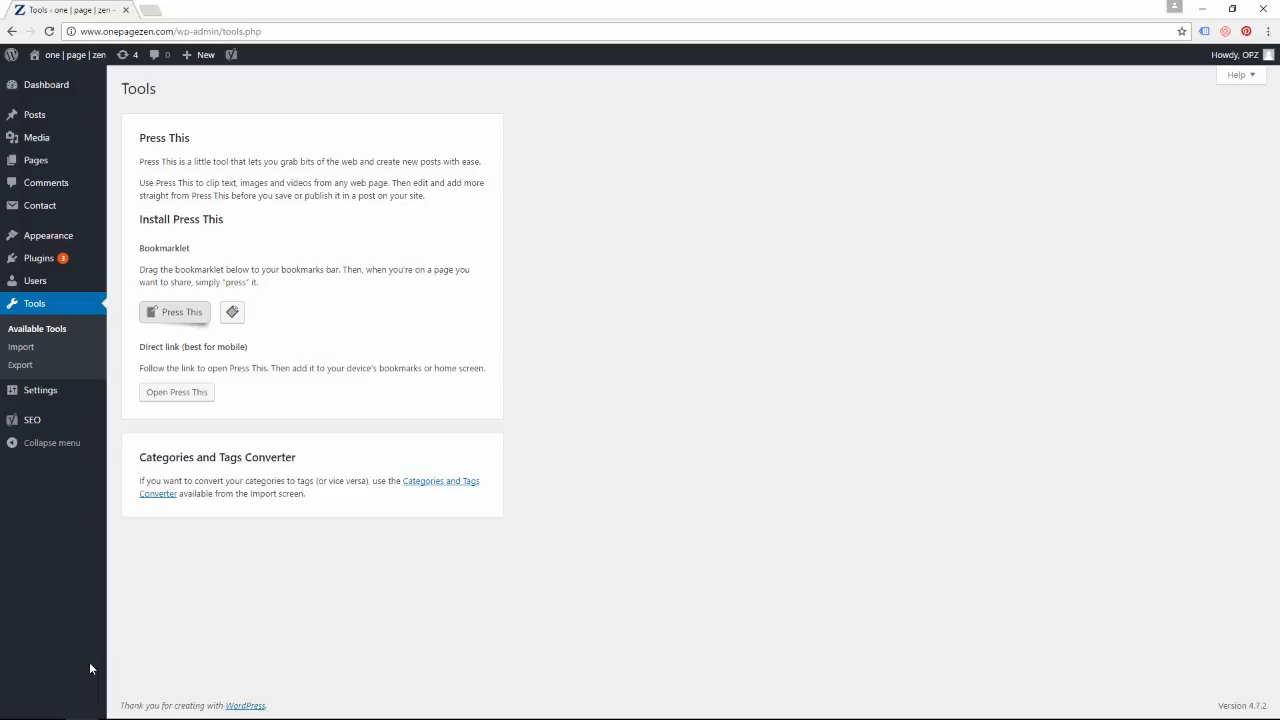 Tools ‹ one | page | zen –
www.onepagezen.com/wp-admin/tools.php
one | page | zen 4 0 New Howdy, OPZ
Help
Dashboard
Posts
Media
Pages
Comments
Contact
Appearance
Plugins 3
Users
Tools
Available Tools
Import
Export
Settings
SEO
Collapse menu
Tools
Press This
Press This is a little tool that lets you grab bits of the web and create new posts with ease.
Use Press This to clip text, images and videos from any web page. Then edit and add more
straight from Press This before you save or publish it in a post on your site.
Install Press This
Bookmarklet
Drag the bookmarklet below to your bookmarks bar. Then, when you're on a page you
want to share, simply “press” it.
Press This
Direct link (best for mobile)
Follow the link to open Press This. Then add it to your device's bookmarks or home screen.
Open Press This
Categories and Tags Converter
If you want to convert your categories to tags (or vice versa), use the Categories and Tags
Converter available from the Import screen.
Thank you for creating with WordPress.
Version 4.7.2